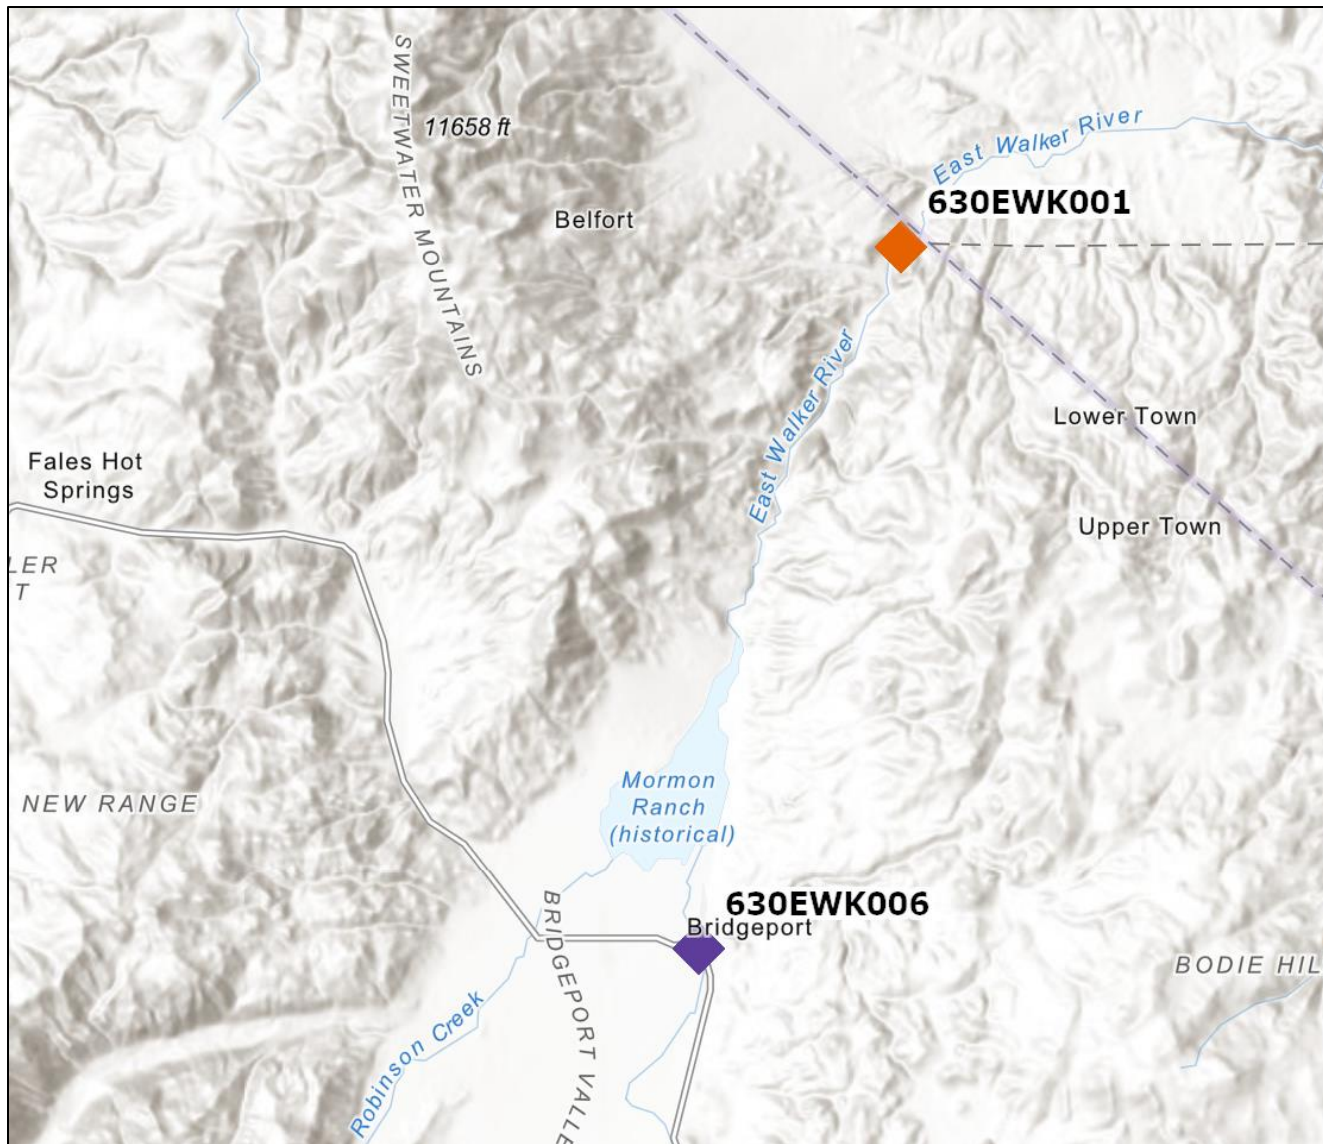 SWEETWATER MOUNTAINS
11658 ft
East Walker River
630EWK001
Belfort
East Walker River
Lower Town
Fales Hot
Springs
Upper Town
LER
T
Mormon
Ranch
(historical)
NEW RANGE
630EWK006
Bridgeport
BRIDGEPORT VALLE
BODIE HIL
Robinson Creek